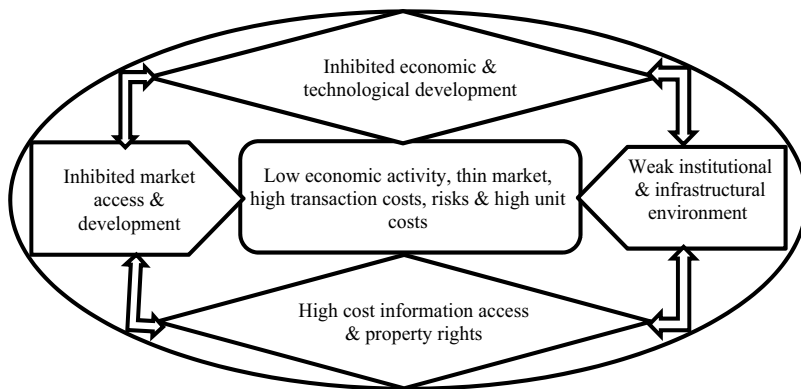 Inhibited economic &
technological development
Inhibited market
access &
development
Low economic activity, thin market,
high transaction costs, risks & high unit
costs
Weak institutional
& infrastructural
environment
High cost information access
& property rights